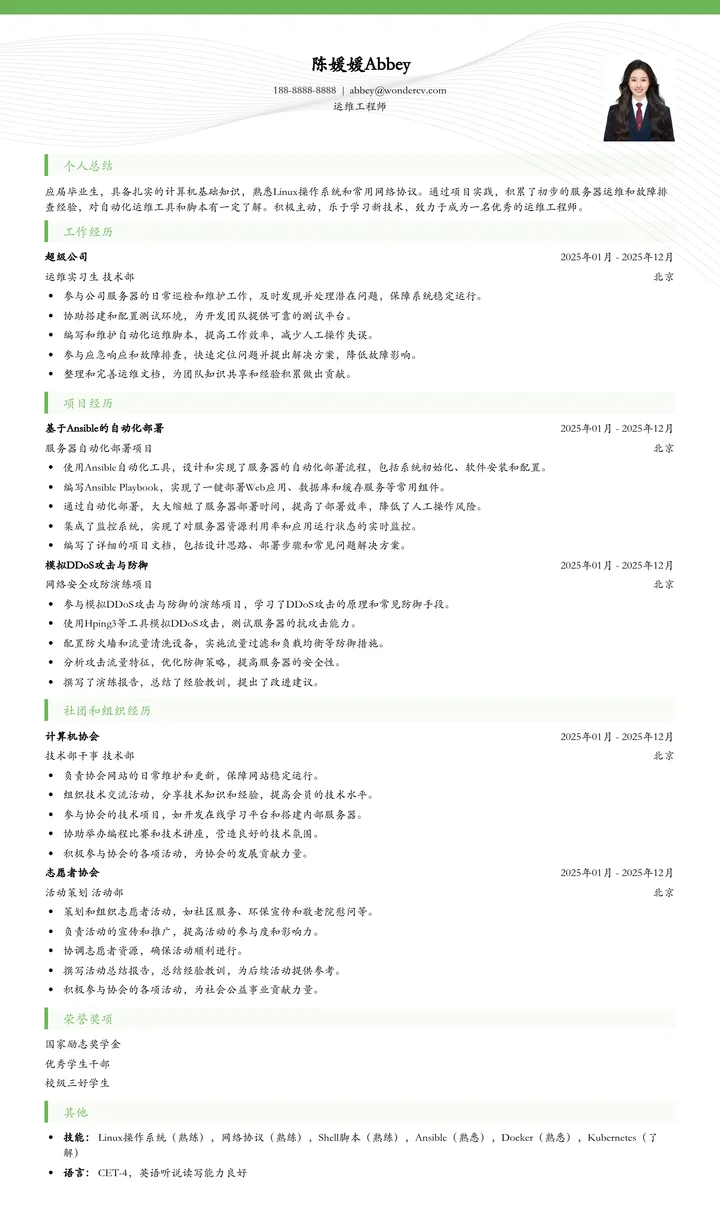 陈媛媛Abbey
188-8888-8888 | abbey@wondercv.com
运维工程师
个人总结
应届毕业生，具备扎实的计算机基础知识，熟悉Linux操作系统和常用网络协议。通过项目实践，积累了初步的服务器运维和故障排
查经验，对自动化运维工具和脚本有一定了解。积极主动，乐于学习新技术，致力于成为一名优秀的运维工程师。
工作经历
超级公司 2025年01月 - 2025年12月
运维实习生 技术部 北京
• 参与公司服务器的日常巡检和维护工作，及时发现并处理潜在问题，保障系统稳定运行。
• 协助搭建和配置测试环境，为开发团队提供可靠的测试平台。
• 编写和维护自动化运维脚本，提高工作效率，减少人工操作失误。
• 参与应急响应和故障排查，快速定位问题并提出解决方案，降低故障影响。
• 整理和完善运维文档，为团队知识共享和经验积累做出贡献。
项目经历
基于Ansible的自动化部署 2025年01月 - 2025年12月
服务器自动化部署项目 北京
• 使用Ansible自动化工具，设计和实现了服务器的自动化部署流程，包括系统初始化、软件安装和配置。
• 编写Ansible Playbook，实现了一键部署Web应用、数据库和缓存服务等常用组件。
• 通过自动化部署，大大缩短了服务器部署时间，提高了部署效率，降低了人工操作风险。
• 集成了监控系统，实现了对服务器资源利用率和应用运行状态的实时监控。
• 编写了详细的项目文档，包括设计思路、部署步骤和常见问题解决方案。
模拟DDoS攻击与防御 2025年01月 - 2025年12月
网络安全攻防演练项目 北京
• 参与模拟DDoS攻击与防御的演练项目，学习了DDoS攻击的原理和常见防御手段。
• 使用Hping3等工具模拟DDoS攻击，测试服务器的抗攻击能力。
• 配置防火墙和流量清洗设备，实施流量过滤和负载均衡等防御措施。
• 分析攻击流量特征，优化防御策略，提高服务器的安全性。
• 撰写了演练报告，总结了经验教训，提出了改进建议。
社团和组织经历
计算机协会 2025年01月 - 2025年12月
技术部干事 技术部 北京
• 负责协会网站的日常维护和更新，保障网站稳定运行。
• 组织技术交流活动，分享技术知识和经验，提高会员的技术水平。
• 参与协会的技术项目，如开发在线学习平台和搭建内部服务器。
• 协助举办编程比赛和技术讲座，营造良好的技术氛围。
• 积极参与协会的各项活动，为协会的发展贡献力量。
志愿者协会 2025年01月 - 2025年12月
活动策划 活动部 北京
• 策划和组织志愿者活动，如社区服务、环保宣传和敬老院慰问等。
• 负责活动的宣传和推广，提高活动的参与度和影响力。
• 协调志愿者资源，确保活动顺利进行。
• 撰写活动总结报告，总结经验教训，为后续活动提供参考。
• 积极参与协会的各项活动，为社会公益事业贡献力量。
荣誉奖项
国家励志奖学金
优秀学生干部
校级三好学生
其他
• 技能： Linux操作系统（熟练），网络协议（熟练），Shell脚本（熟练），Ansible（熟悉），Docker（熟悉），Kubernetes（了
解）
• 语言： CET-4，英语听说读写能力良好